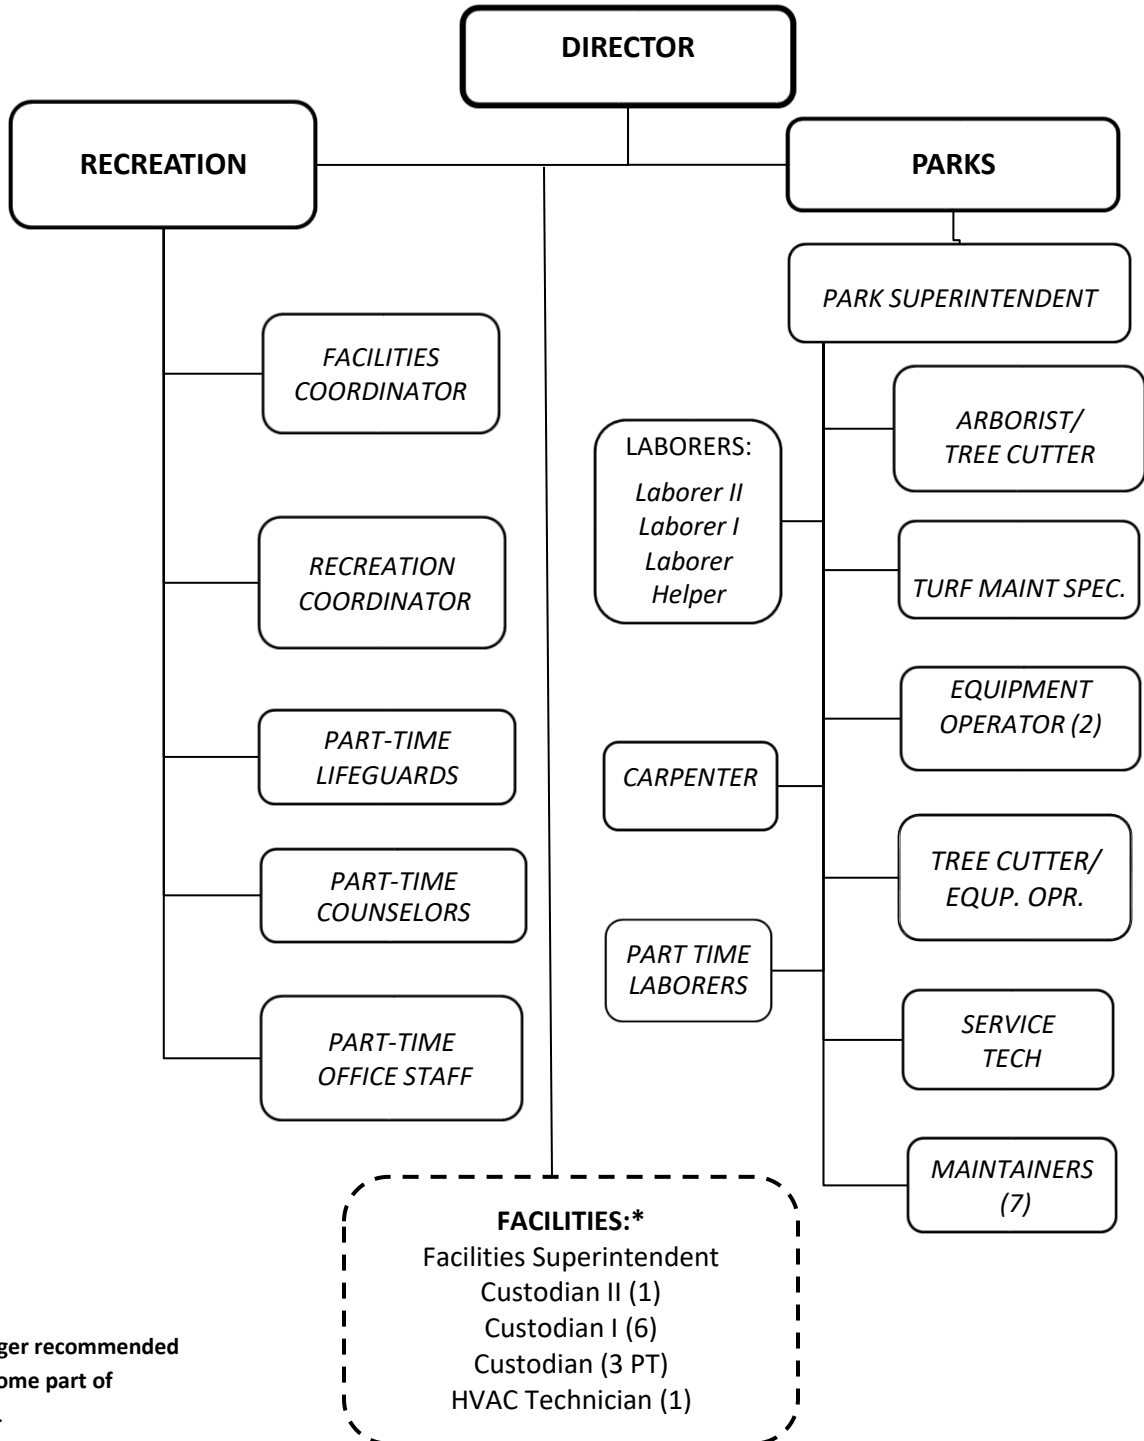 DIRECTOR
RECREATION
PARKS
PARK SUPERINTENDENT
FACILITIES
COORDINATOR
RECREATION
COORDINATOR
PART-TIME
LIFEGUARDS
PART-TIME
COUNSELORS
PART-TIME
OFFICE STAFF
LABORERS:
Laborer II
Laborer I
Laborer
Helper
CARPENTER
PART TIME
LABORERS
ARBORIST/
TREE CUTTER
TURF MAINT SPEC.
EQUIPMENT
OPERATOR (2)
TREE CUTTER/
EQUP. OPR.
SERVICE
TECH
MAINTAINERS
(7)
FACILITIES:*
Facilities Superintendent
Custodian II (1)
Custodian I (6)
Custodian (3 PT)
HVAC Technician (1)
recommended
part of